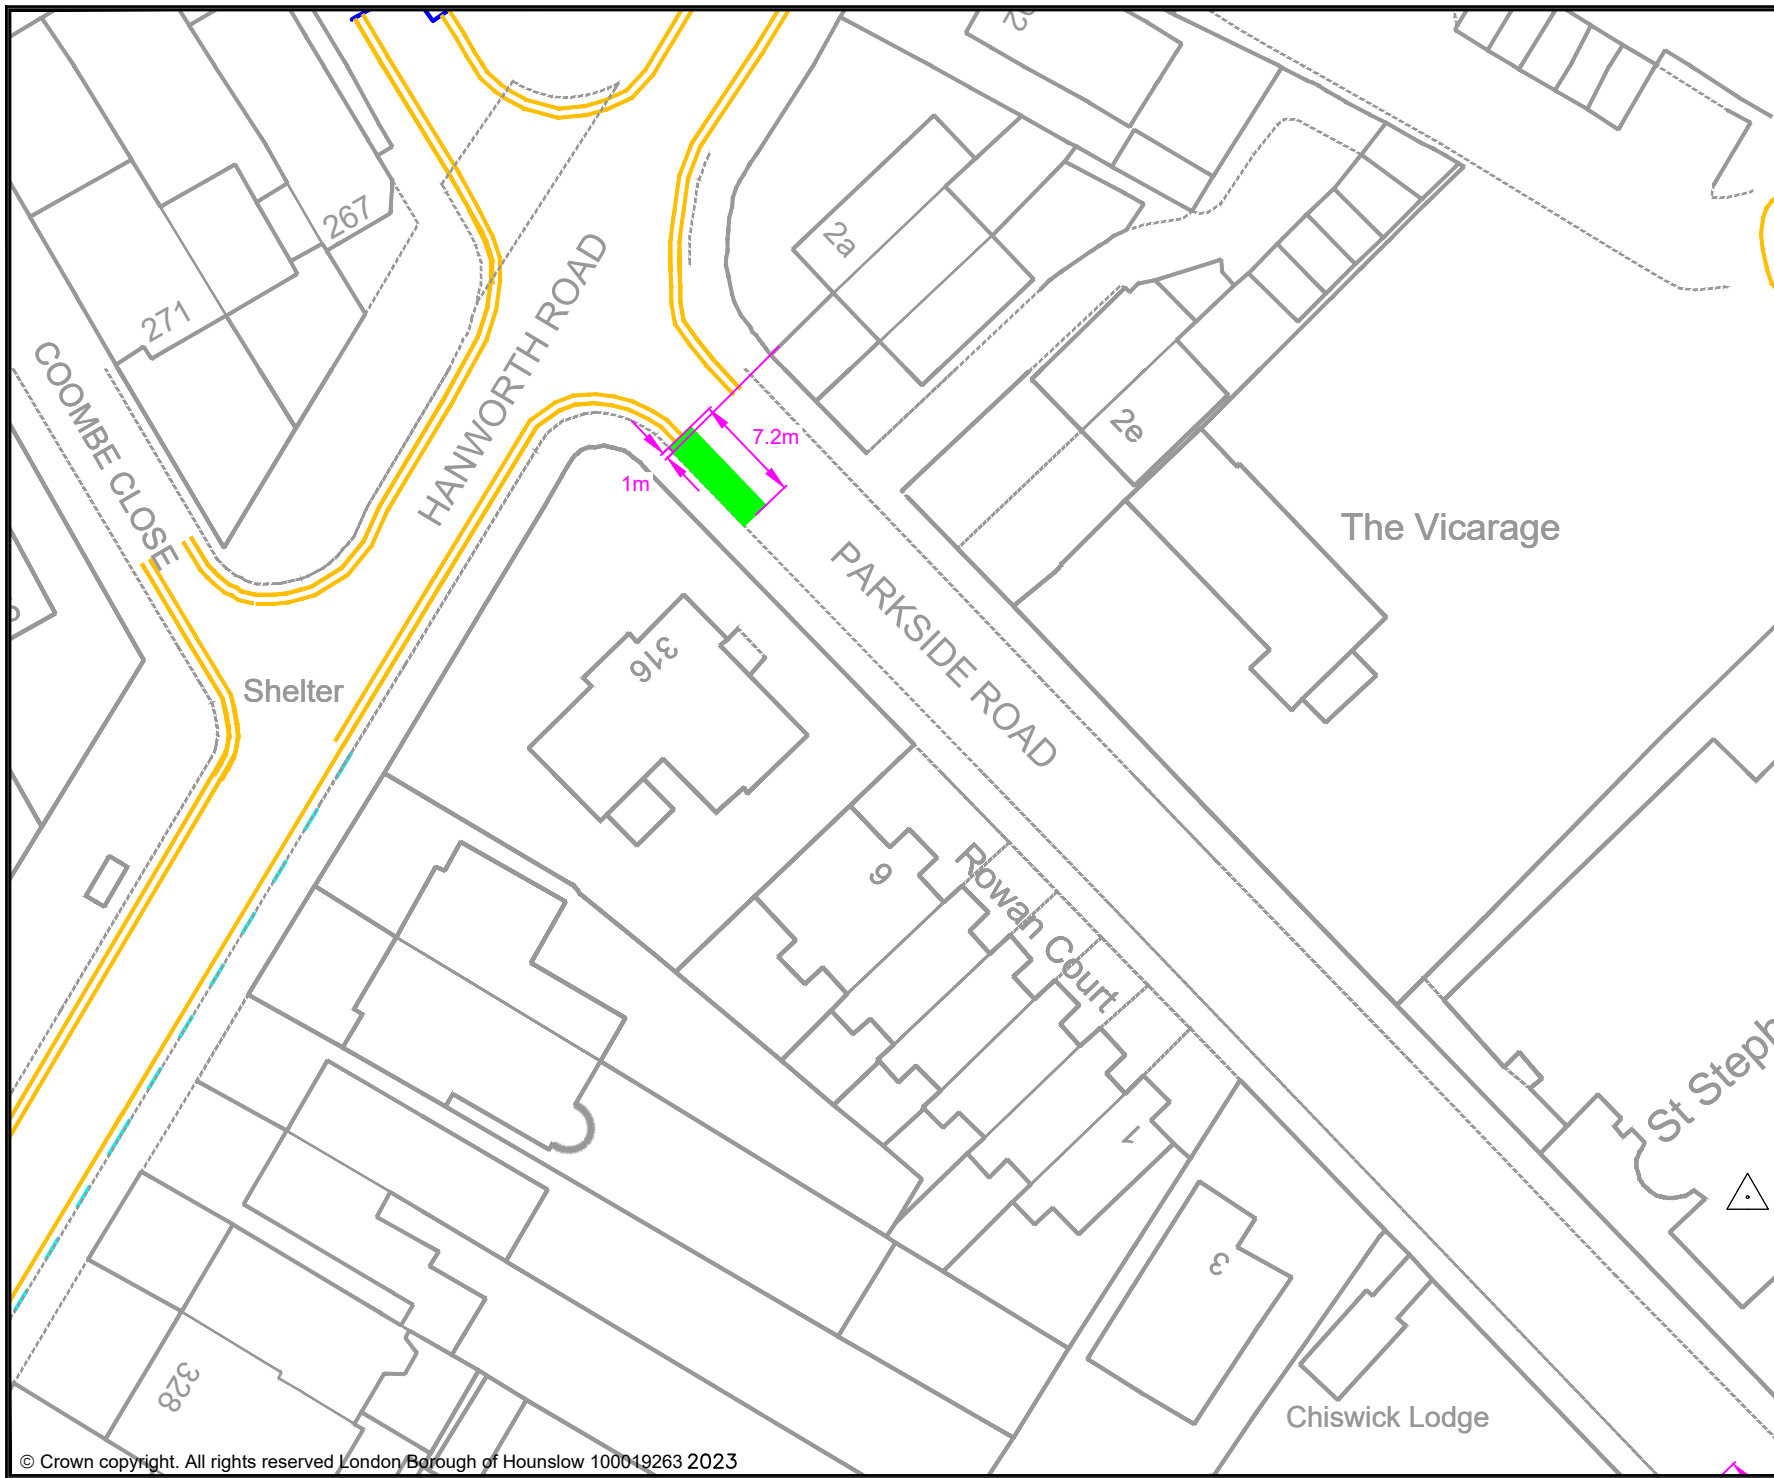 267
271
COOMBE CLOSE
HANWORTH ROAD
2a
2e
7.2m
1m
The Vicarage
PARKSIDE ROAD
316
Shelter
9
Rowan Court
1
St Steph
3
328
Chiswick Lodge
© Crown copyright. All rights reserved London Borough of Hounslow 100019263 2023